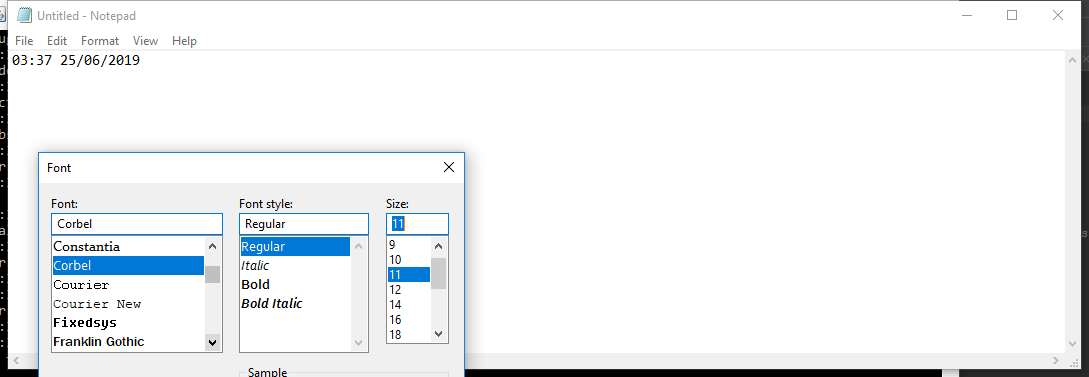 Untitled - Notepad
File Edit Format View Help
03:37 25/06/2019
Font
Font: Font style: Size:
Corbel Regular 11
Constantia Regular 9
Corbel Italic 10
Courier Bold 11
Courier New Bold Italic 12
Fixedsys 14
Franklin Gothic 16
18
Sample